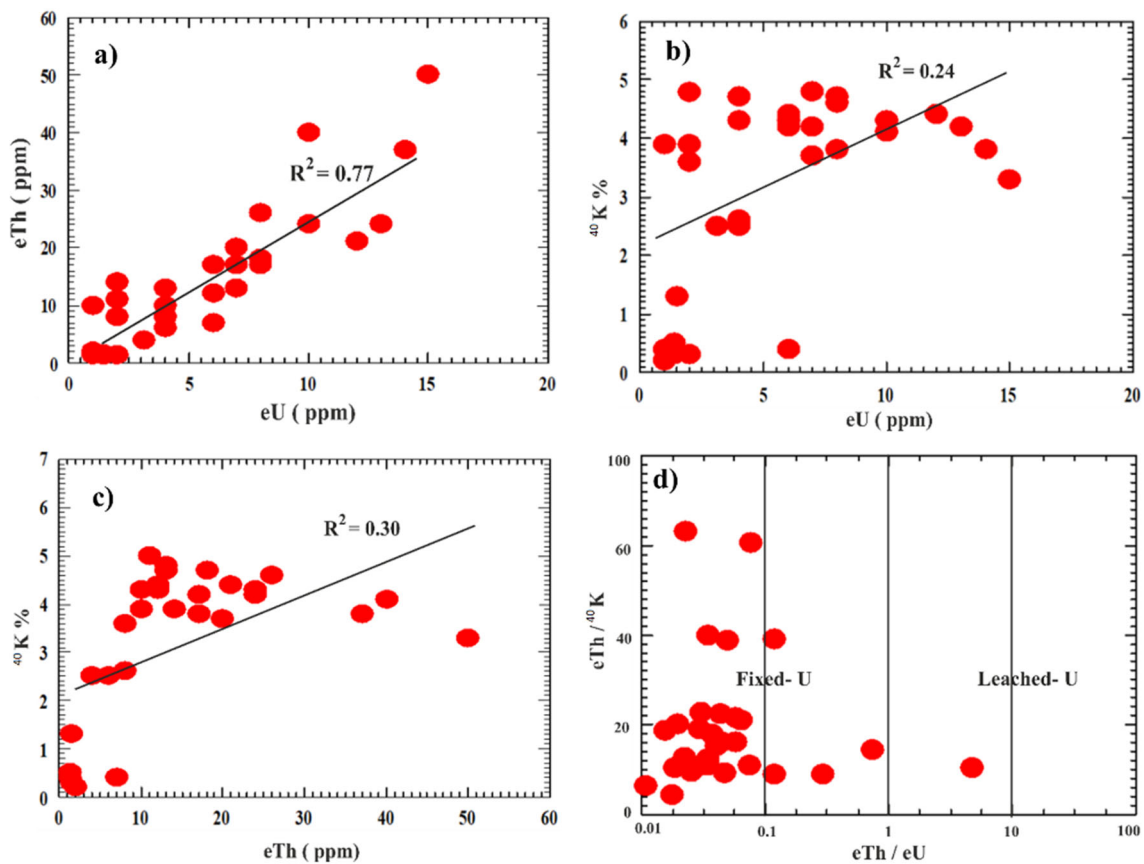 a)
R² = 0.77
eTh ( ppm)
60
50
40
30
20
10
0
0 5 10 15 20
eU ( ppm)
b)
R² = 0.24
⁴⁰K %
6
5
4
3
2
1
0
0 5 10 15 20
eU ( ppm)
c)
R² = 0.30
⁴⁰K %
7
6
5
4
3
2
1
0
0 10 20 30 40 50 60
eTh ( ppm)
d)
eTh / ⁴⁰K
100
80
60
40
20
0
Fixed- U
Leached- U
0.01 0.1 1 10 100
eTh / eU